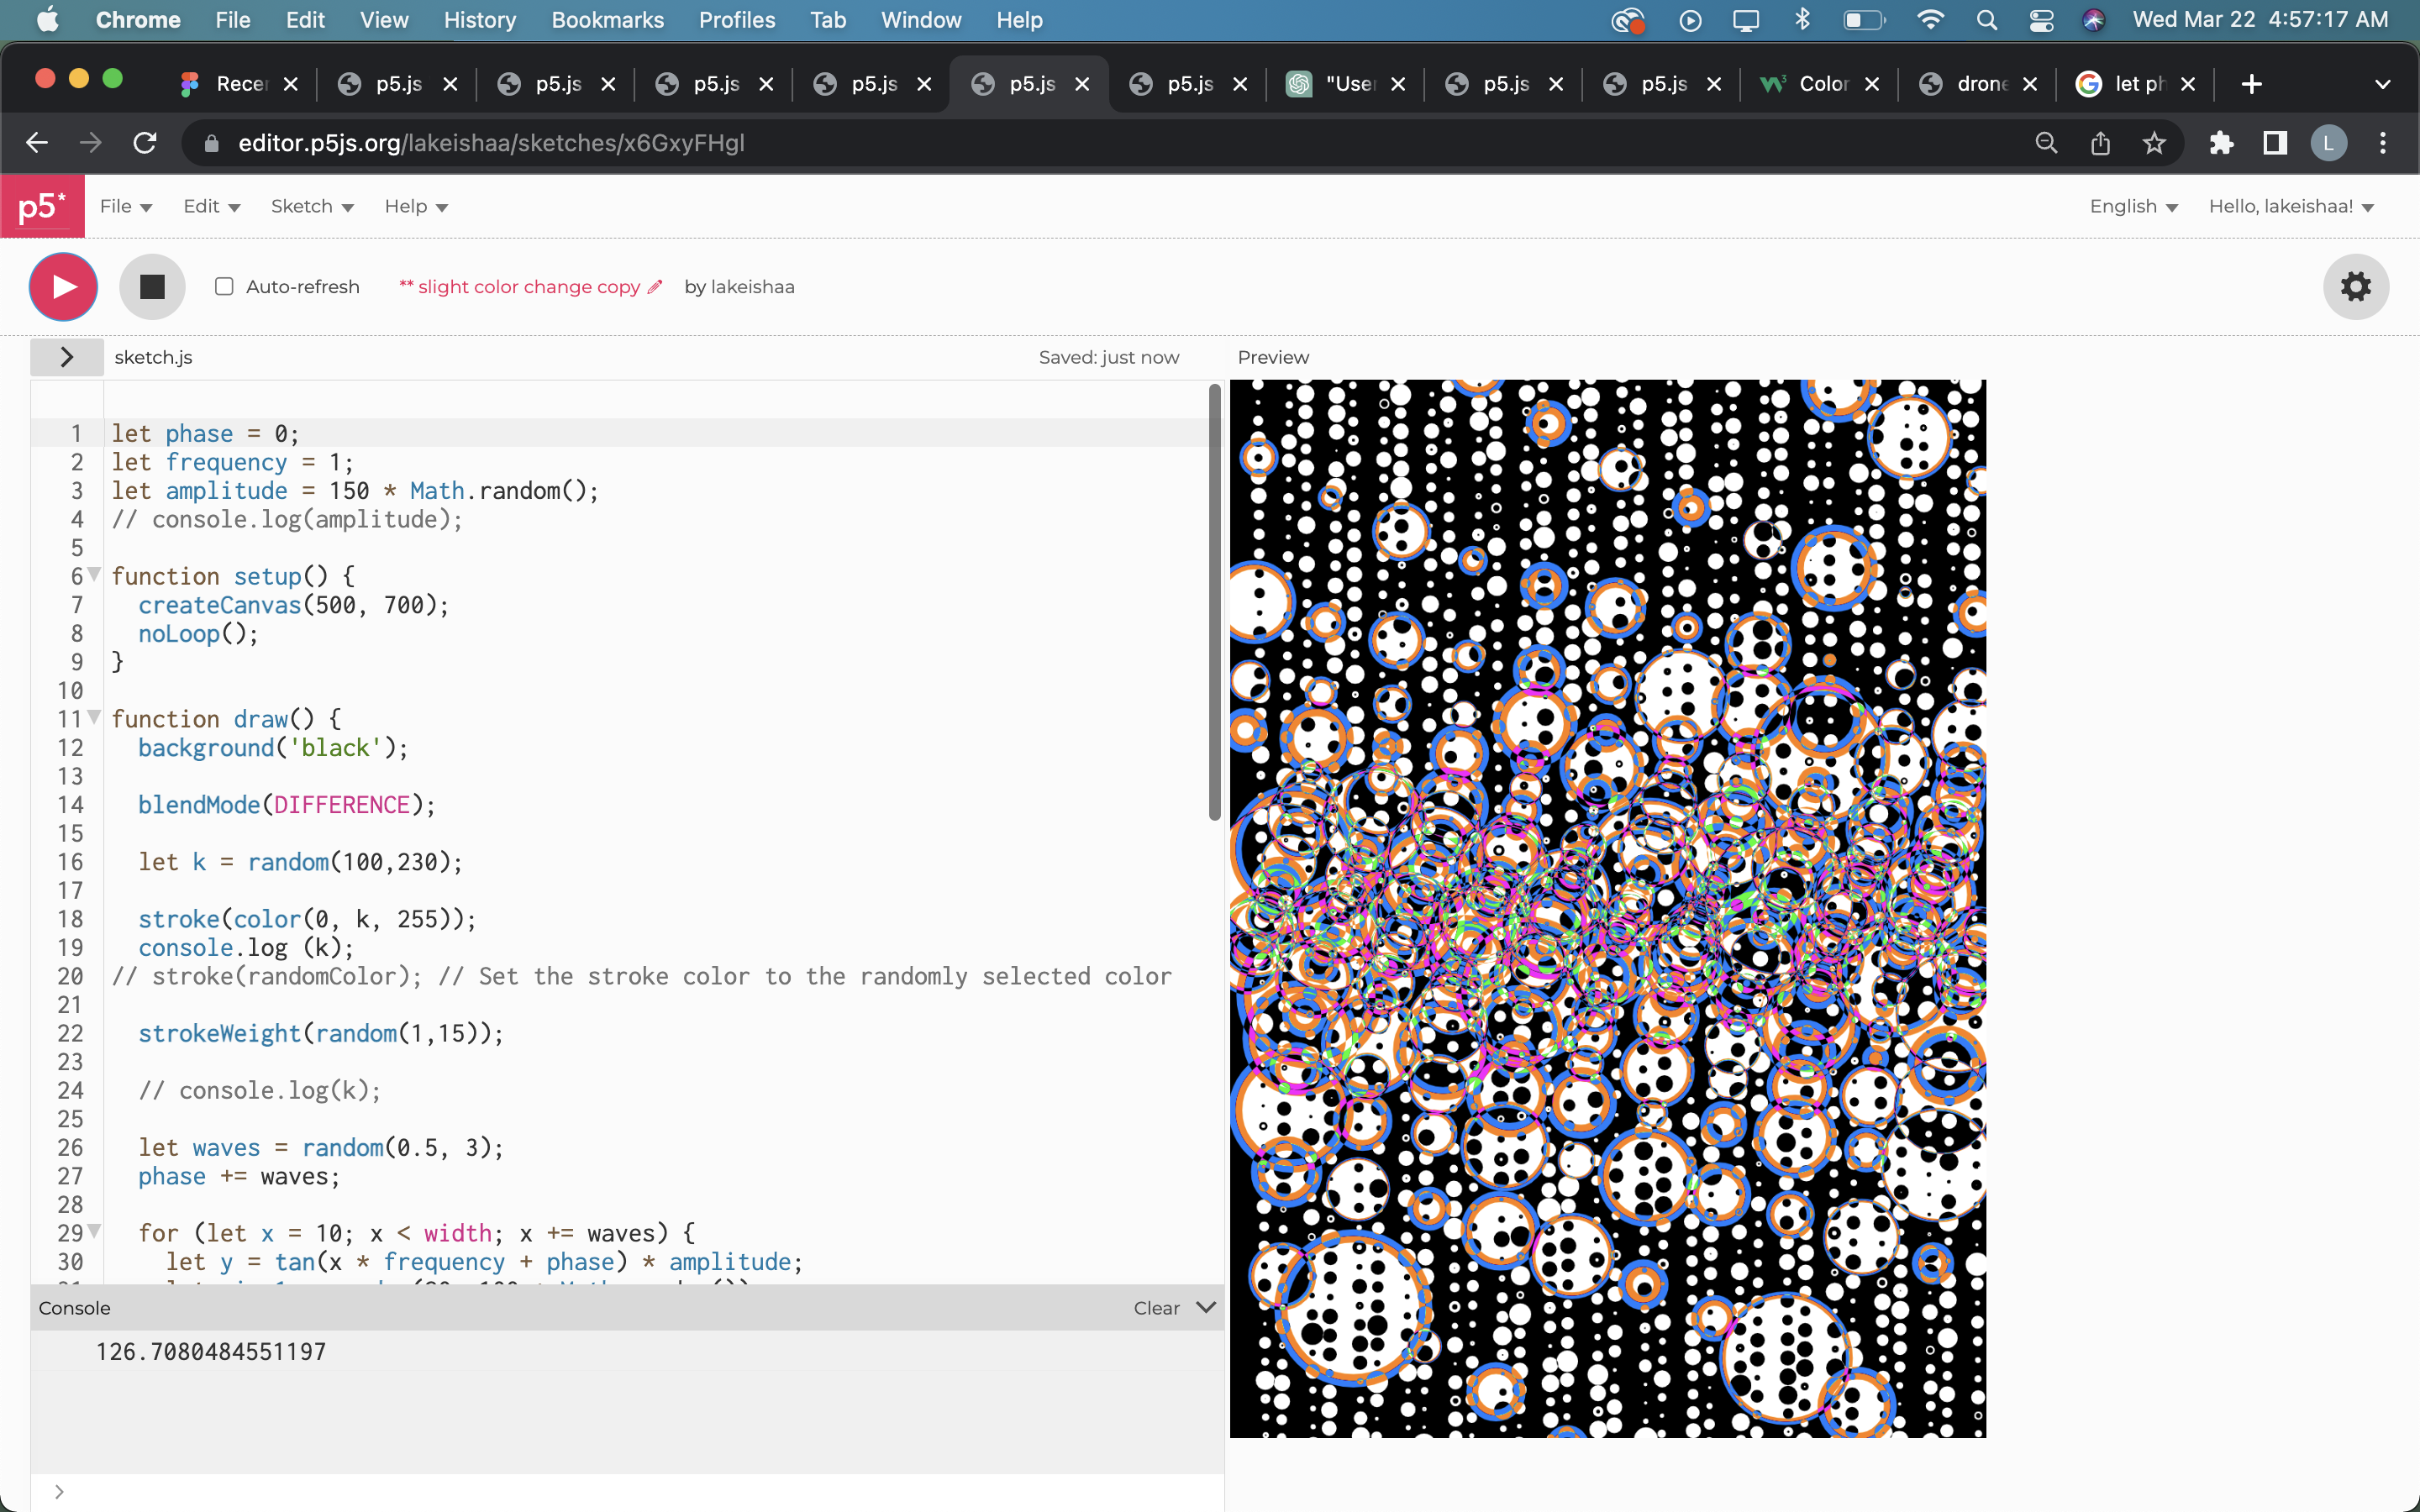 Chrome File Edit View History Bookmarks Profiles Tab Window Help Wed Mar 22 4:57:17 AM
Recer p5.js p5.js p5.js p5.js p5.js p5.js "User p5.js p5.js Color drone let ph
editor.p5js.org/lakeishaa/sketches/x6GxyFHgl L
p5* File Edit Sketch Help English Hello, lakeishaa!
Auto-refresh ** slight color change copy by lakeishaa
sketch.js Saved: just now Preview
1 let phase = 0;
2 let frequency = 1;
3 let amplitude = 150 * Math.random();
4 // console.log(amplitude);
5
6 function setup() {
7 createCanvas(500, 700);
8 noLoop();
9 }
10
11 function draw() {
12 background('black');
13
14 blendMode(DIFFERENCE);
15
16 let k = random(100,230);
17
18 stroke(color(0, k, 255));
19 console.log (k);
20 // stroke(randomColor); // Set the stroke color to the randomly selected color
21
22 strokeWeight(random(1,15));
23
24 // console.log(k);
25
26 let waves = random(0.5, 3);
27 phase += waves;
28
29 for (let x = 10; x < width; x += waves) {
30 let y = tan(x * frequency + phase) * amplitude;
Console Clear
126.7080484551197